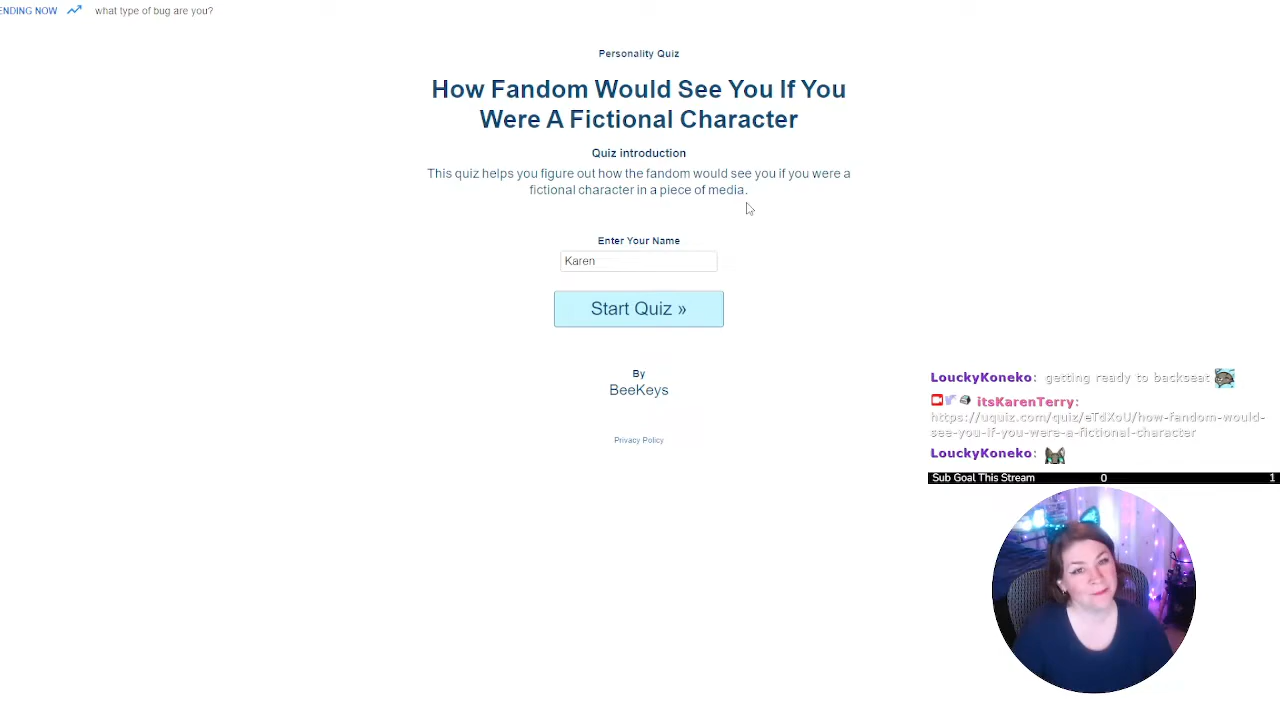 ENDING NOW what type of bug are you?
Personality Quiz
How Fandom Would See You If You
Were A Fictional Character
Quiz introduction
This quiz helps you figure out how the fandom would see you if you were a
fictional character in a piece of media.
Enter Your Name
Karen
Start Quiz »
By
BeeKeys
Privacy Policy
LouckyKoneko: getting ready to backseat
itsKarenTerry:
https://uquiz.com/quiz/eTdXoU/how-fandom-would-
see-you-if-you-were-a-fictional-character
LouckyKoneko:
Sub Goal This Stream 0 1